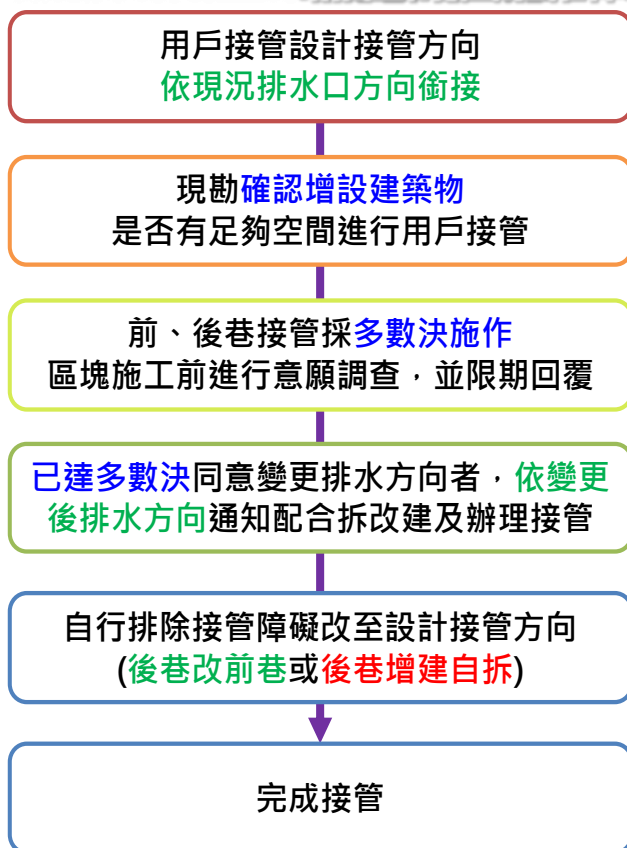 用戶接管設計接管方向
依現況排水口方向銜接
現勘確認增設建築物
是否有足夠空間進行用戶接管
前、後巷接管採多數決施作
區塊施工前進行意願調查，並限期回覆
已達多數決同意變更排水方向者，依變更
後排水方向通知配合拆改建及辦理接管
自行排除接管障礙改至設計接管方向
(後巷改前巷或後巷增建自拆)
完成接管